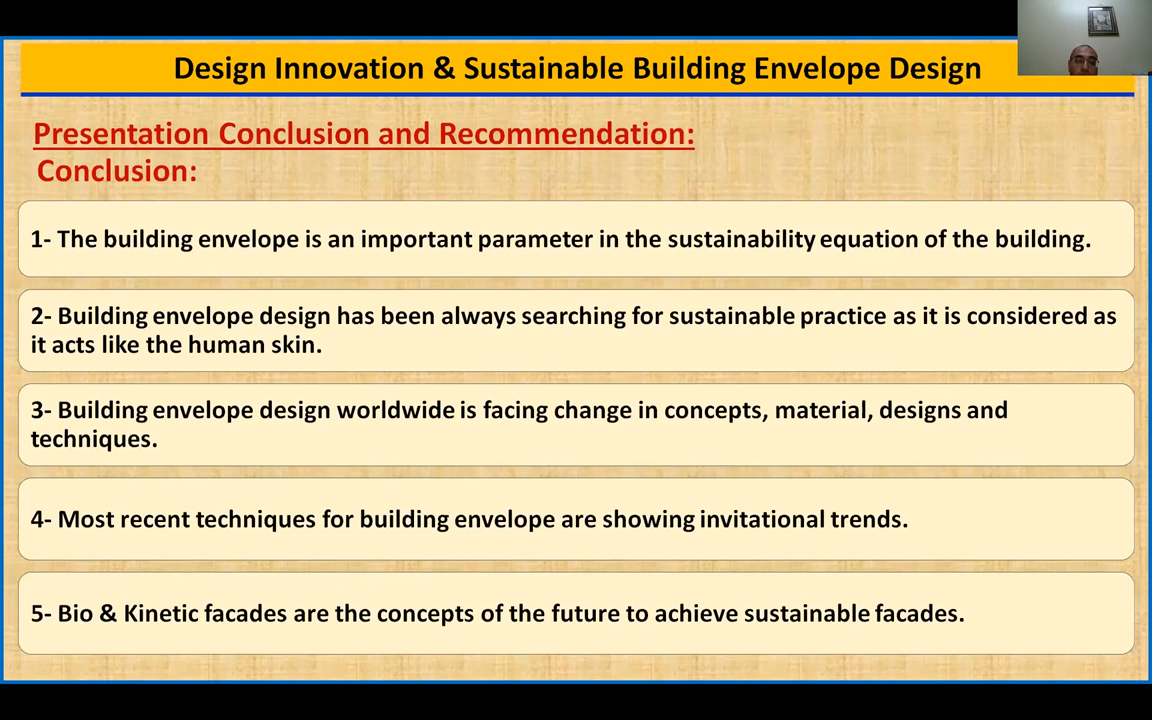 Design Innovation & Sustainable Building Envelope Design
Presentation Conclusion and Recommendation:
Conclusion:
1- The building envelope is an important parameter in the sustainability equation of the building.
2- Building envelope design has been always searching for sustainable practice as it is considered as
it acts like the human skin.
3- Building envelope design worldwide is facing change in concepts, material, designs and
techniques.
4- Most recent techniques for building envelope are showing invitational trends.
5- Bio & Kinetic facades are the concepts of the future to achieve sustainable facades.